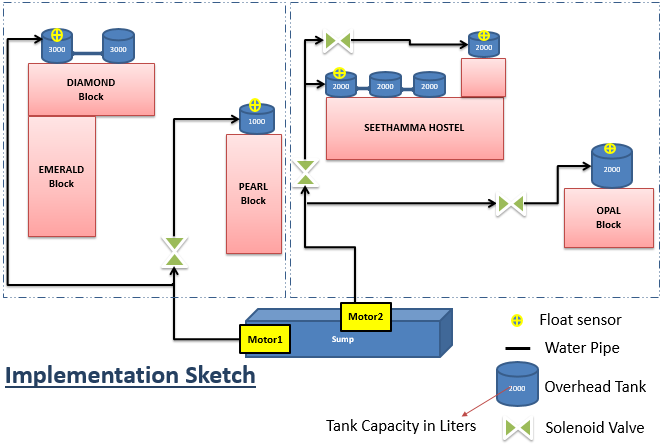 3000
3000
DIAMOND
Block
EMERALD
Block
1000
PEARL
Block
2000
2000
2000
2000
SEETHAMMA HOSTEL
2000
OPAL
Block
Motor2
Motor1
Sump
Float sensor
Water Pipe
Implementation Sketch
2000
Overhead Tank
Tank Capacity in Liters
Solenoid Valve